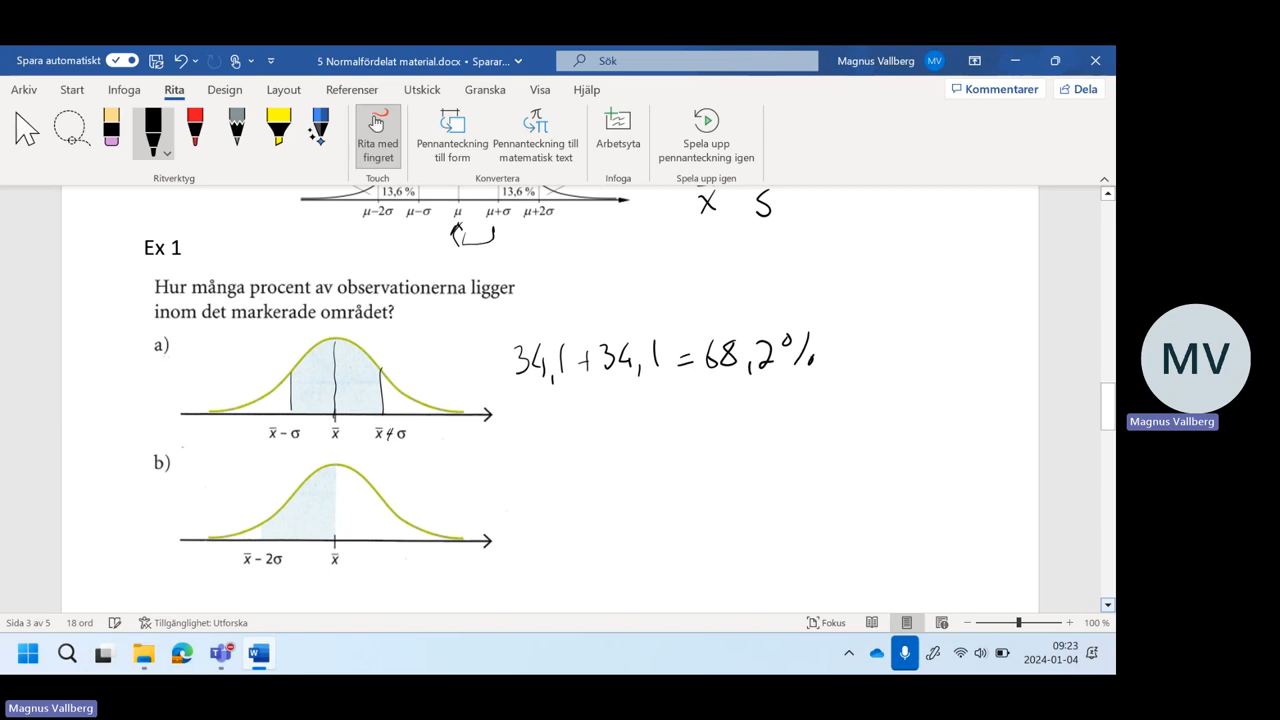 Spara automatiskt
5 Normalfördelat material.docx • Sparar...
Sök
Magnus Vallberg MV
Arkiv Start Infoga Rita Design Layout Referenser Utskick Granska Visa Hjälp
Kommentarer Dela
Rita med fingret
Pennanteckning till form
Pennanteckning till matematisk text
Arbetsyta
Spela upp pennanteckning igen
Touch
Ritverktyg
Konvertera
Infoga
Spela upp igen
13,6 % 13,6 %
μ−2σ μ−σ μ μ+σ μ+2σ
x̄ S
Ex 1
Hur många procent av observationerna ligger
inom det markerade området?
a)
34,1 + 34,1 = 68,2 %
x̄ − σ x̄ x̄ + σ
b)
x̄ − 2σ x̄
Sida 3 av 5 18 ord Tillgänglighet: Utforska
Fokus
100 %
09:23
2024-01-04
MV
Magnus Vallberg
Magnus Vallberg